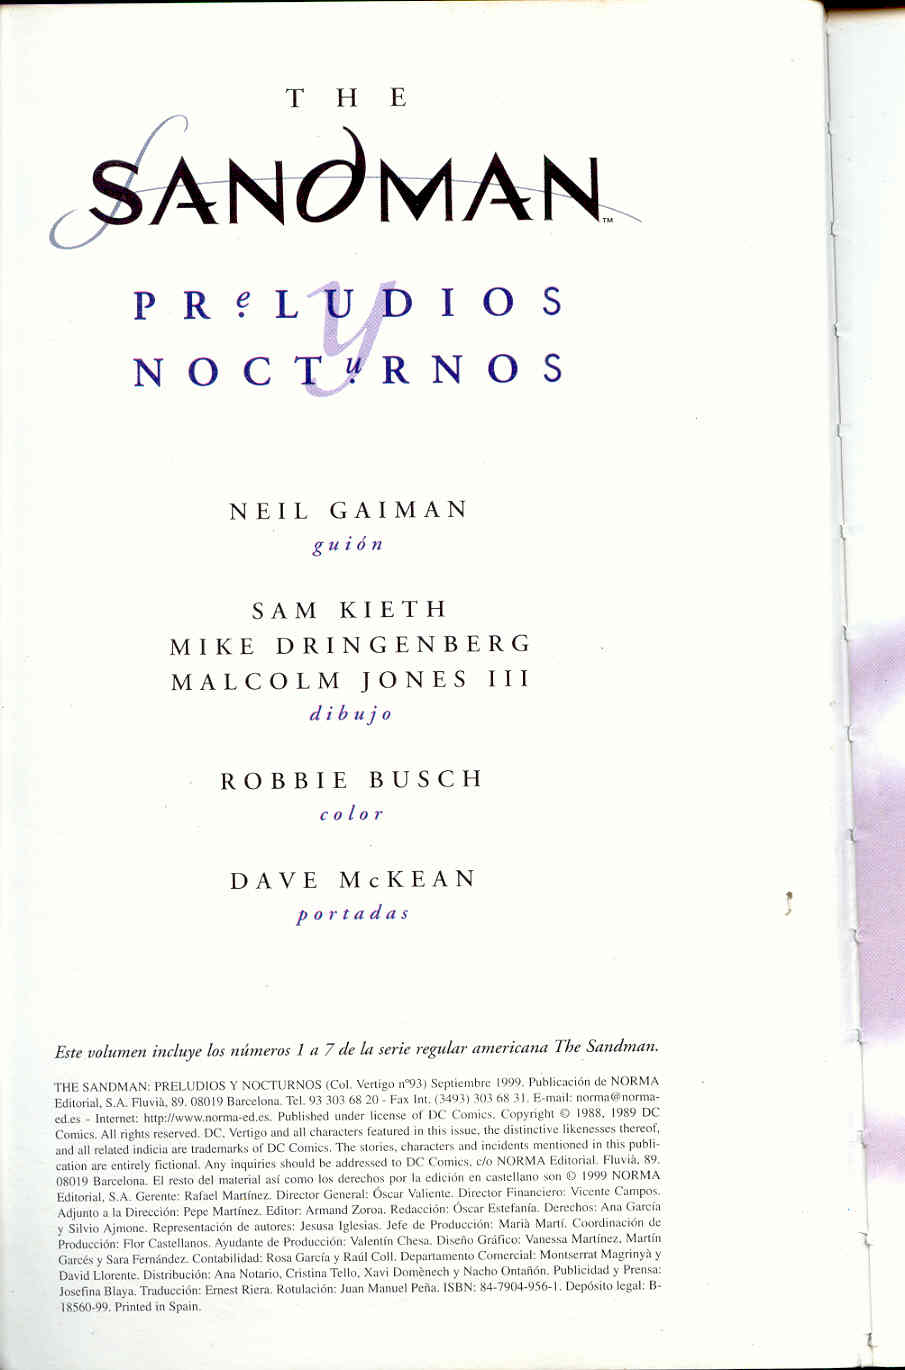 THE
SANDMAN™
PRELUDIOS
y
NOCTURNOS
NEIL GAIMAN
guión
SAM KIETH
MIKE DRINGENBERG
MALCOLM JONES III
dibujo
ROBBIE BUSCH
color
DAVE McKEAN
portadas
Este volumen incluye los números 1 a 7 de la serie regular americana The Sandman.
THE SANDMAN: PRELUDIOS Y NOCTURNOS (Col. Vertigo nº93) Septiembre 1999. Publicación de NORMA
Editorial, S.A. Fluvià, 89. 08019 Barcelona. Tel. 93 303 68 20 - Fax Int. (3493) 303 68 31. E-mail: norma@norma-
ed.es - Internet: http://www.norma-ed.es. Published under license of DC Comics. Copyright © 1988, 1989 DC
Comics. All rights reserved. DC, Vertigo and all characters featured in this issue, the distinctive likenesses thereof,
and all related indicia are trademarks of DC Comics. The stories, characters and incidents mentioned in this publi-
cation are entirely fictional. Any inquiries should be addressed to DC Comics, c/o NORMA Editorial. Fluvià, 89.
08019 Barcelona. El resto del material así como los derechos por la edición en castellano son © 1999 NORMA
Editorial, S.A. Gerente: Rafael Martínez. Director General: Óscar Valiente. Director Financiero: Vicente Campos.
Adjunto a la Dirección: Pepe Martínez. Editor: Armand Zoroa. Redacción: Óscar Estefanía. Derechos: Ana García
y Silvio Ajmone. Representación de autores: Jesusa Iglesias. Jefe de Producción: Marià Martí. Coordinación de
Producción: Flor Castellanos. Ayudante de Producción: Valentín Chesa. Diseño Gráfico: Vanessa Martínez, Martín
Garcés y Sara Fernández. Contabilidad: Rosa García y Raúl Coll. Departamento Comercial: Montserrat Magrinyà y
David Llorente. Distribución: Ana Notario, Cristina Tello, Xavi Domènech y Nacho Ontañón. Publicidad y Prensa:
Josefina Blaya. Traducción: Ernest Riera. Rotulación: Juan Manuel Peña. ISBN: 84-7904-956-1. Depósito legal: B-
18560-99. Printed in Spain.